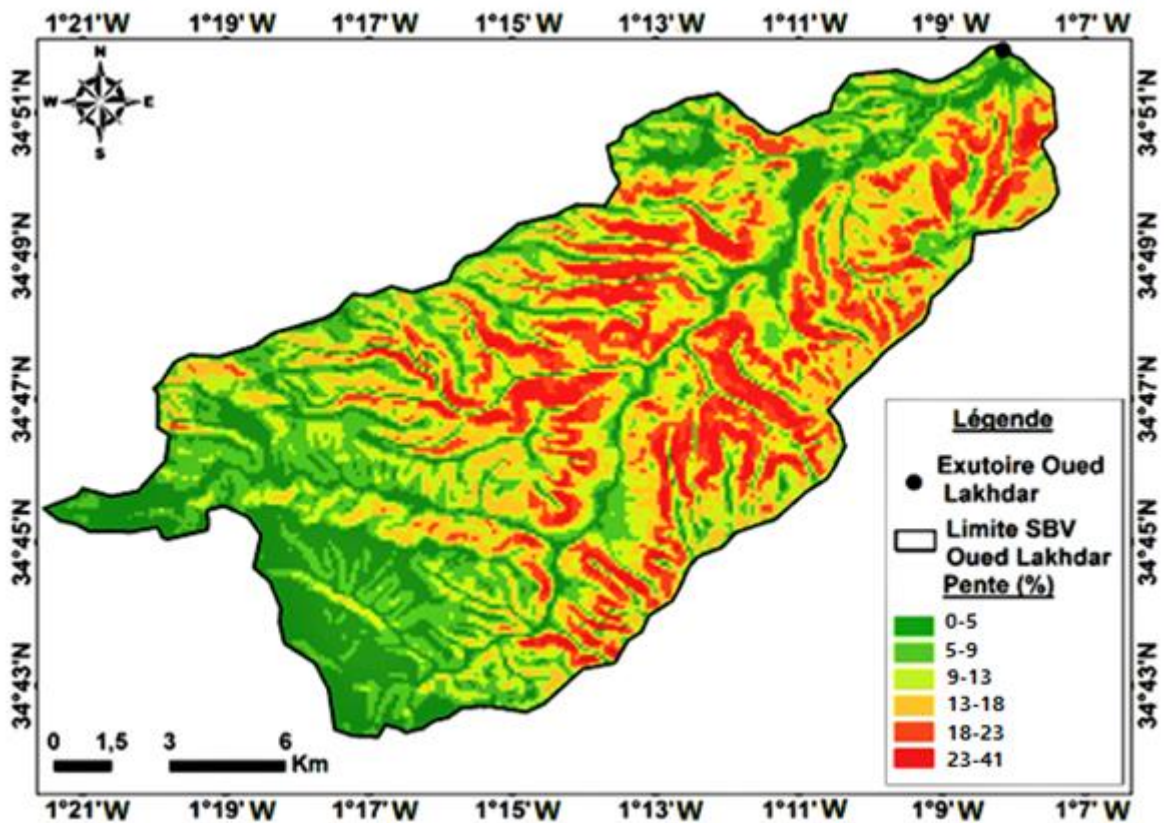 1°21'W 1°19'W 1°17'W 1°15'W 1°13'W 1°11'W 1°9'W 1°7'W
N
W E
S
34°51'N 34°51'N
34°49'N 34°49'N
34°47'N 34°47'N
34°45'N 34°45'N
34°43'N 34°43'N
Légende
Exutoire Oued
Lakhdar
Limite SBV
Oued Lakhdar
Pente (%)
0-5
5-9
9-13
13-18
18-23
23-41
0 1,5 3 6
Km
1°21'W 1°19'W 1°17'W 1°15'W 1°13'W 1°11'W 1°9'W 1°7'W